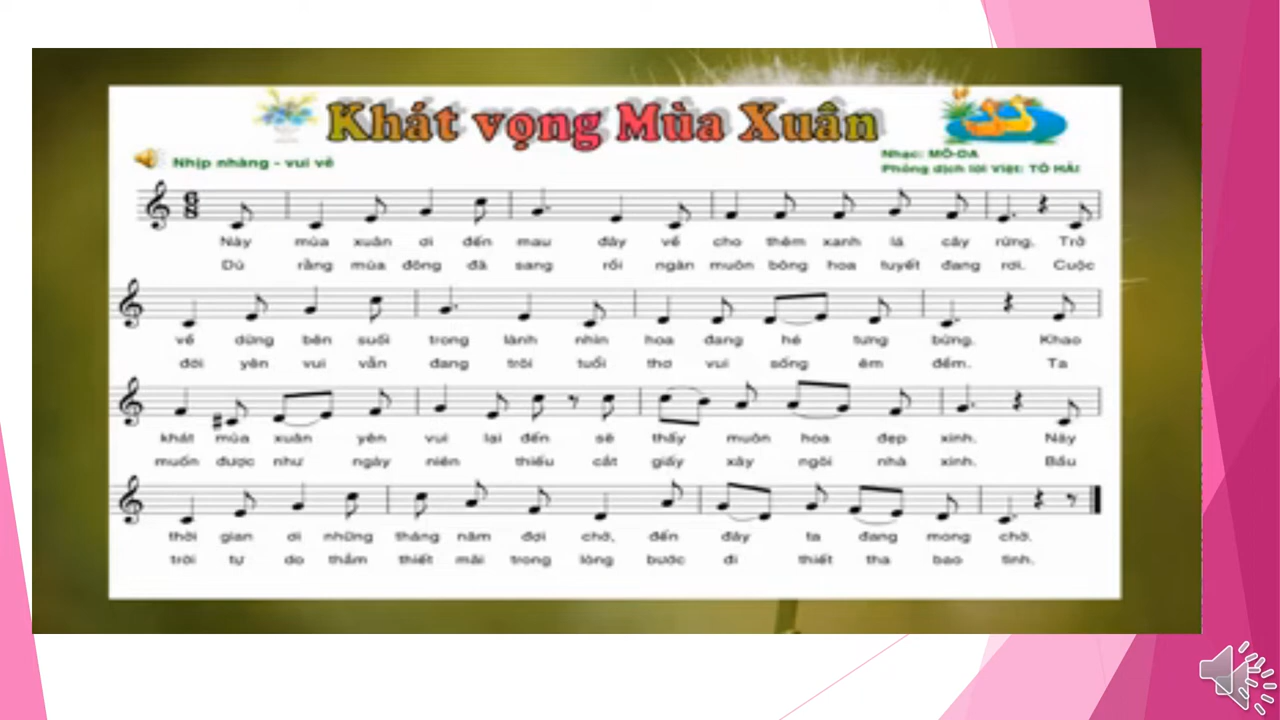 Khát vọng Mùa Xuân
Nhịp nhàng - vui vẻ
Nhạc: MÔ-DA
Phỏng dịch lời Việt: TÔ HẢI
6
8
Này mùa xuân ơi đến mau đây về cho thêm xanh lá cây rừng. Trở
Dù rằng mùa đông đã sang rồi ngàn muôn bông hoa tuyết đang rơi. Cuộc
về dừng bên suối trong lành nhìn hoa đang hé tưng bừng. Khao
đời yên vui vẫn đang trôi tuổi thơ vui sống êm đềm. Ta
khát mùa xuân yên vui lại đến sẽ thấy muôn hoa đẹp xinh. Này
muốn được như ngày niên thiếu cắt giấy xây ngôi nhà xinh. Bầu
thời gian ơi những tháng năm đợi chờ, đến đây ta đang mong chờ.
trời tự do thắm thiết mãi trong lòng bước đi thiết tha bao tình.